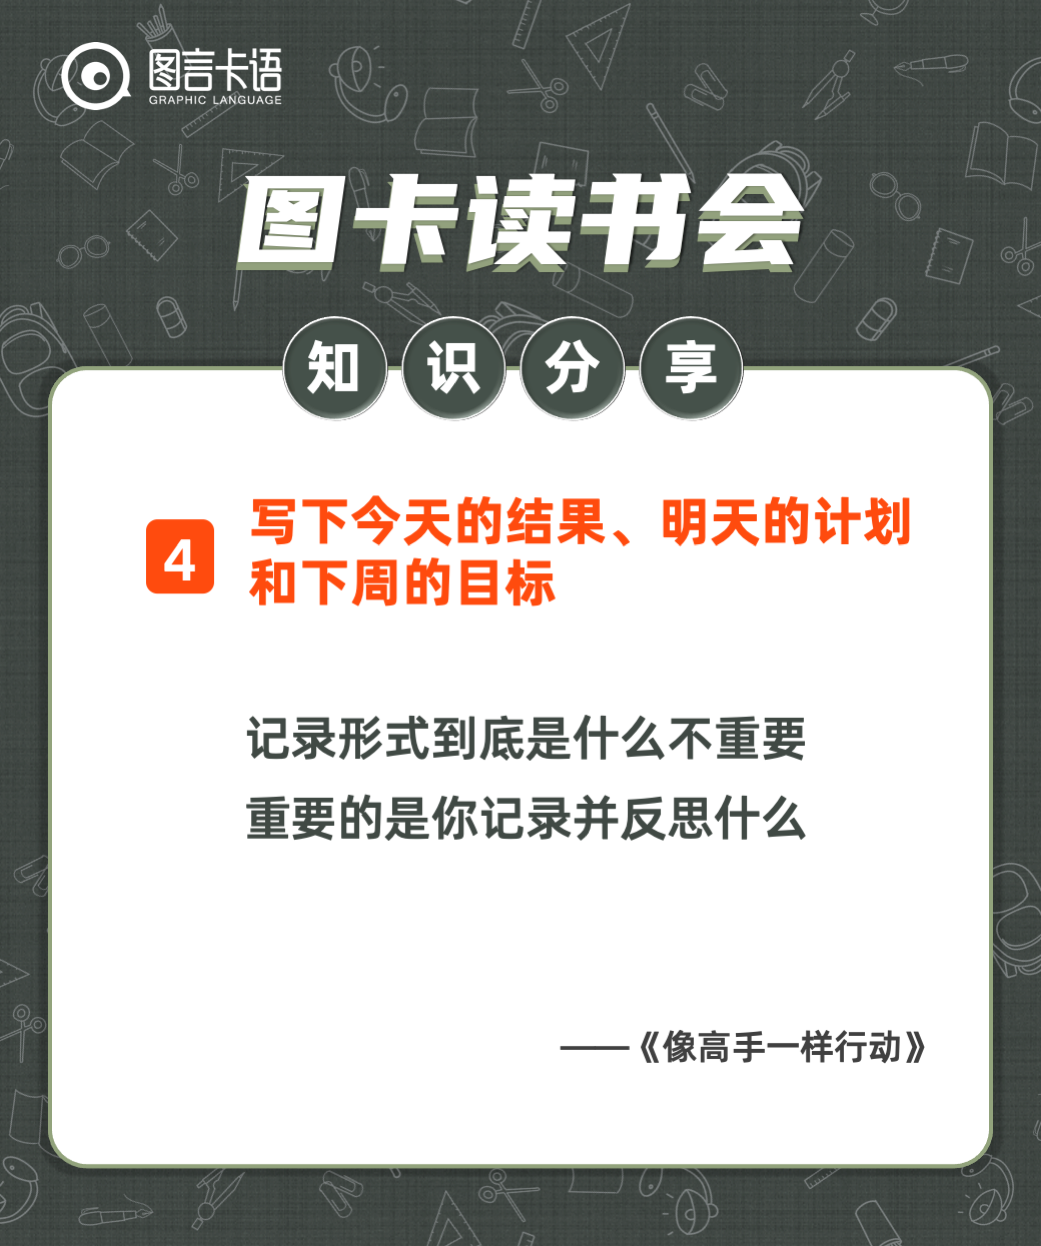 图言卡语
GRAPHIC LANGUAGE
图卡读书会
知识分享
4
写下今天的结果、明天的计划
和下周的目标
记录形式到底是什么不重要
重要的是你记录并反思什么
——《像高手一样行动》